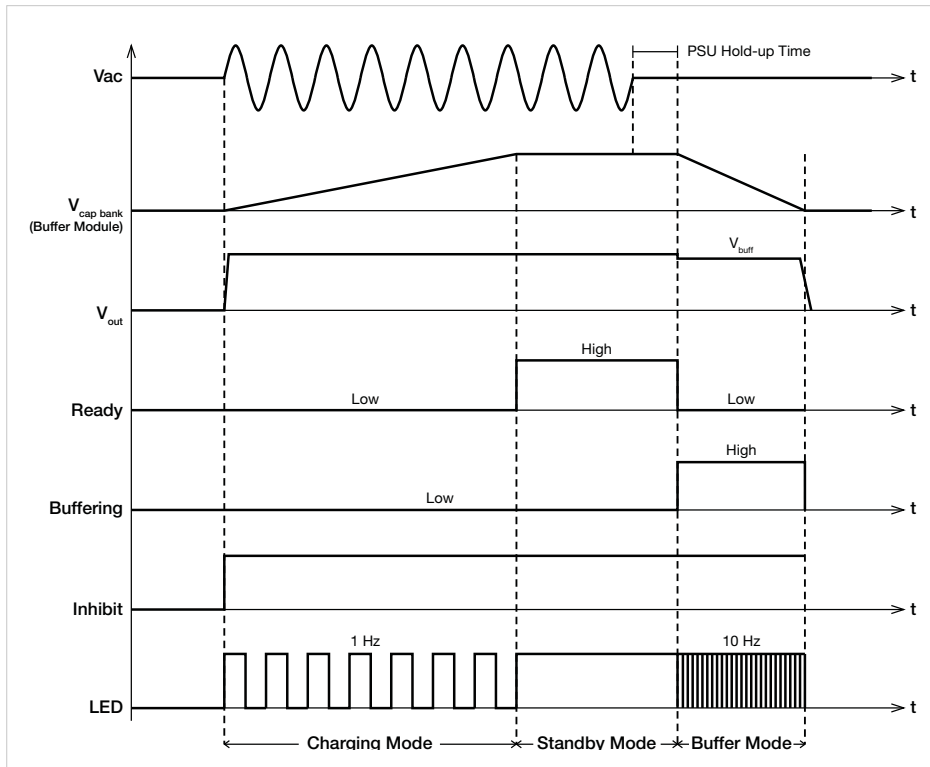 PSU Hold-up Time
Vac
t
V cap bank
(Buffer Module)
t
V buff
V out
t
High
Ready
Low
Low
t
High
Buffering
Low
t
Inhibit
t
1 Hz
10 Hz
LED
t
Charging Mode
Standby Mode
Buffer Mode